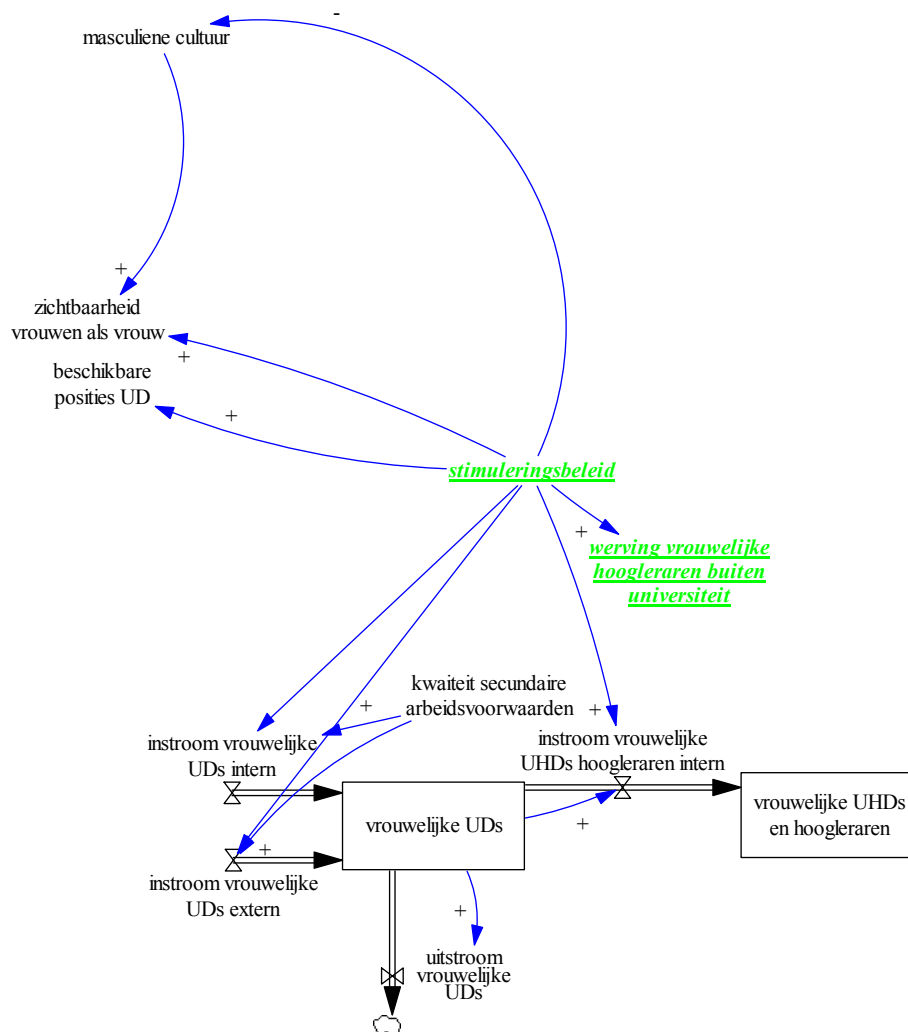 -
masculiene cultuur
+
zichtbaarheid
vrouwen als vrouw
+
beschikbare
posities UD
+
stimuleringsbeleid
+
werving vrouwelijke
hoogleraren buiten
universiteit
kwaiteit secundaire
arbeidsvoorwaarden
+
+
instroom vrouwelijke
UDs intern
instroom vrouwelijke
UHDs hoogleraren intern
vrouwelijke UDs
+
vrouwelijke UHDs
en hoogleraren
+
instroom vrouwelijke
UDs extern
+
uitstroom
vrouwelijke
UDs